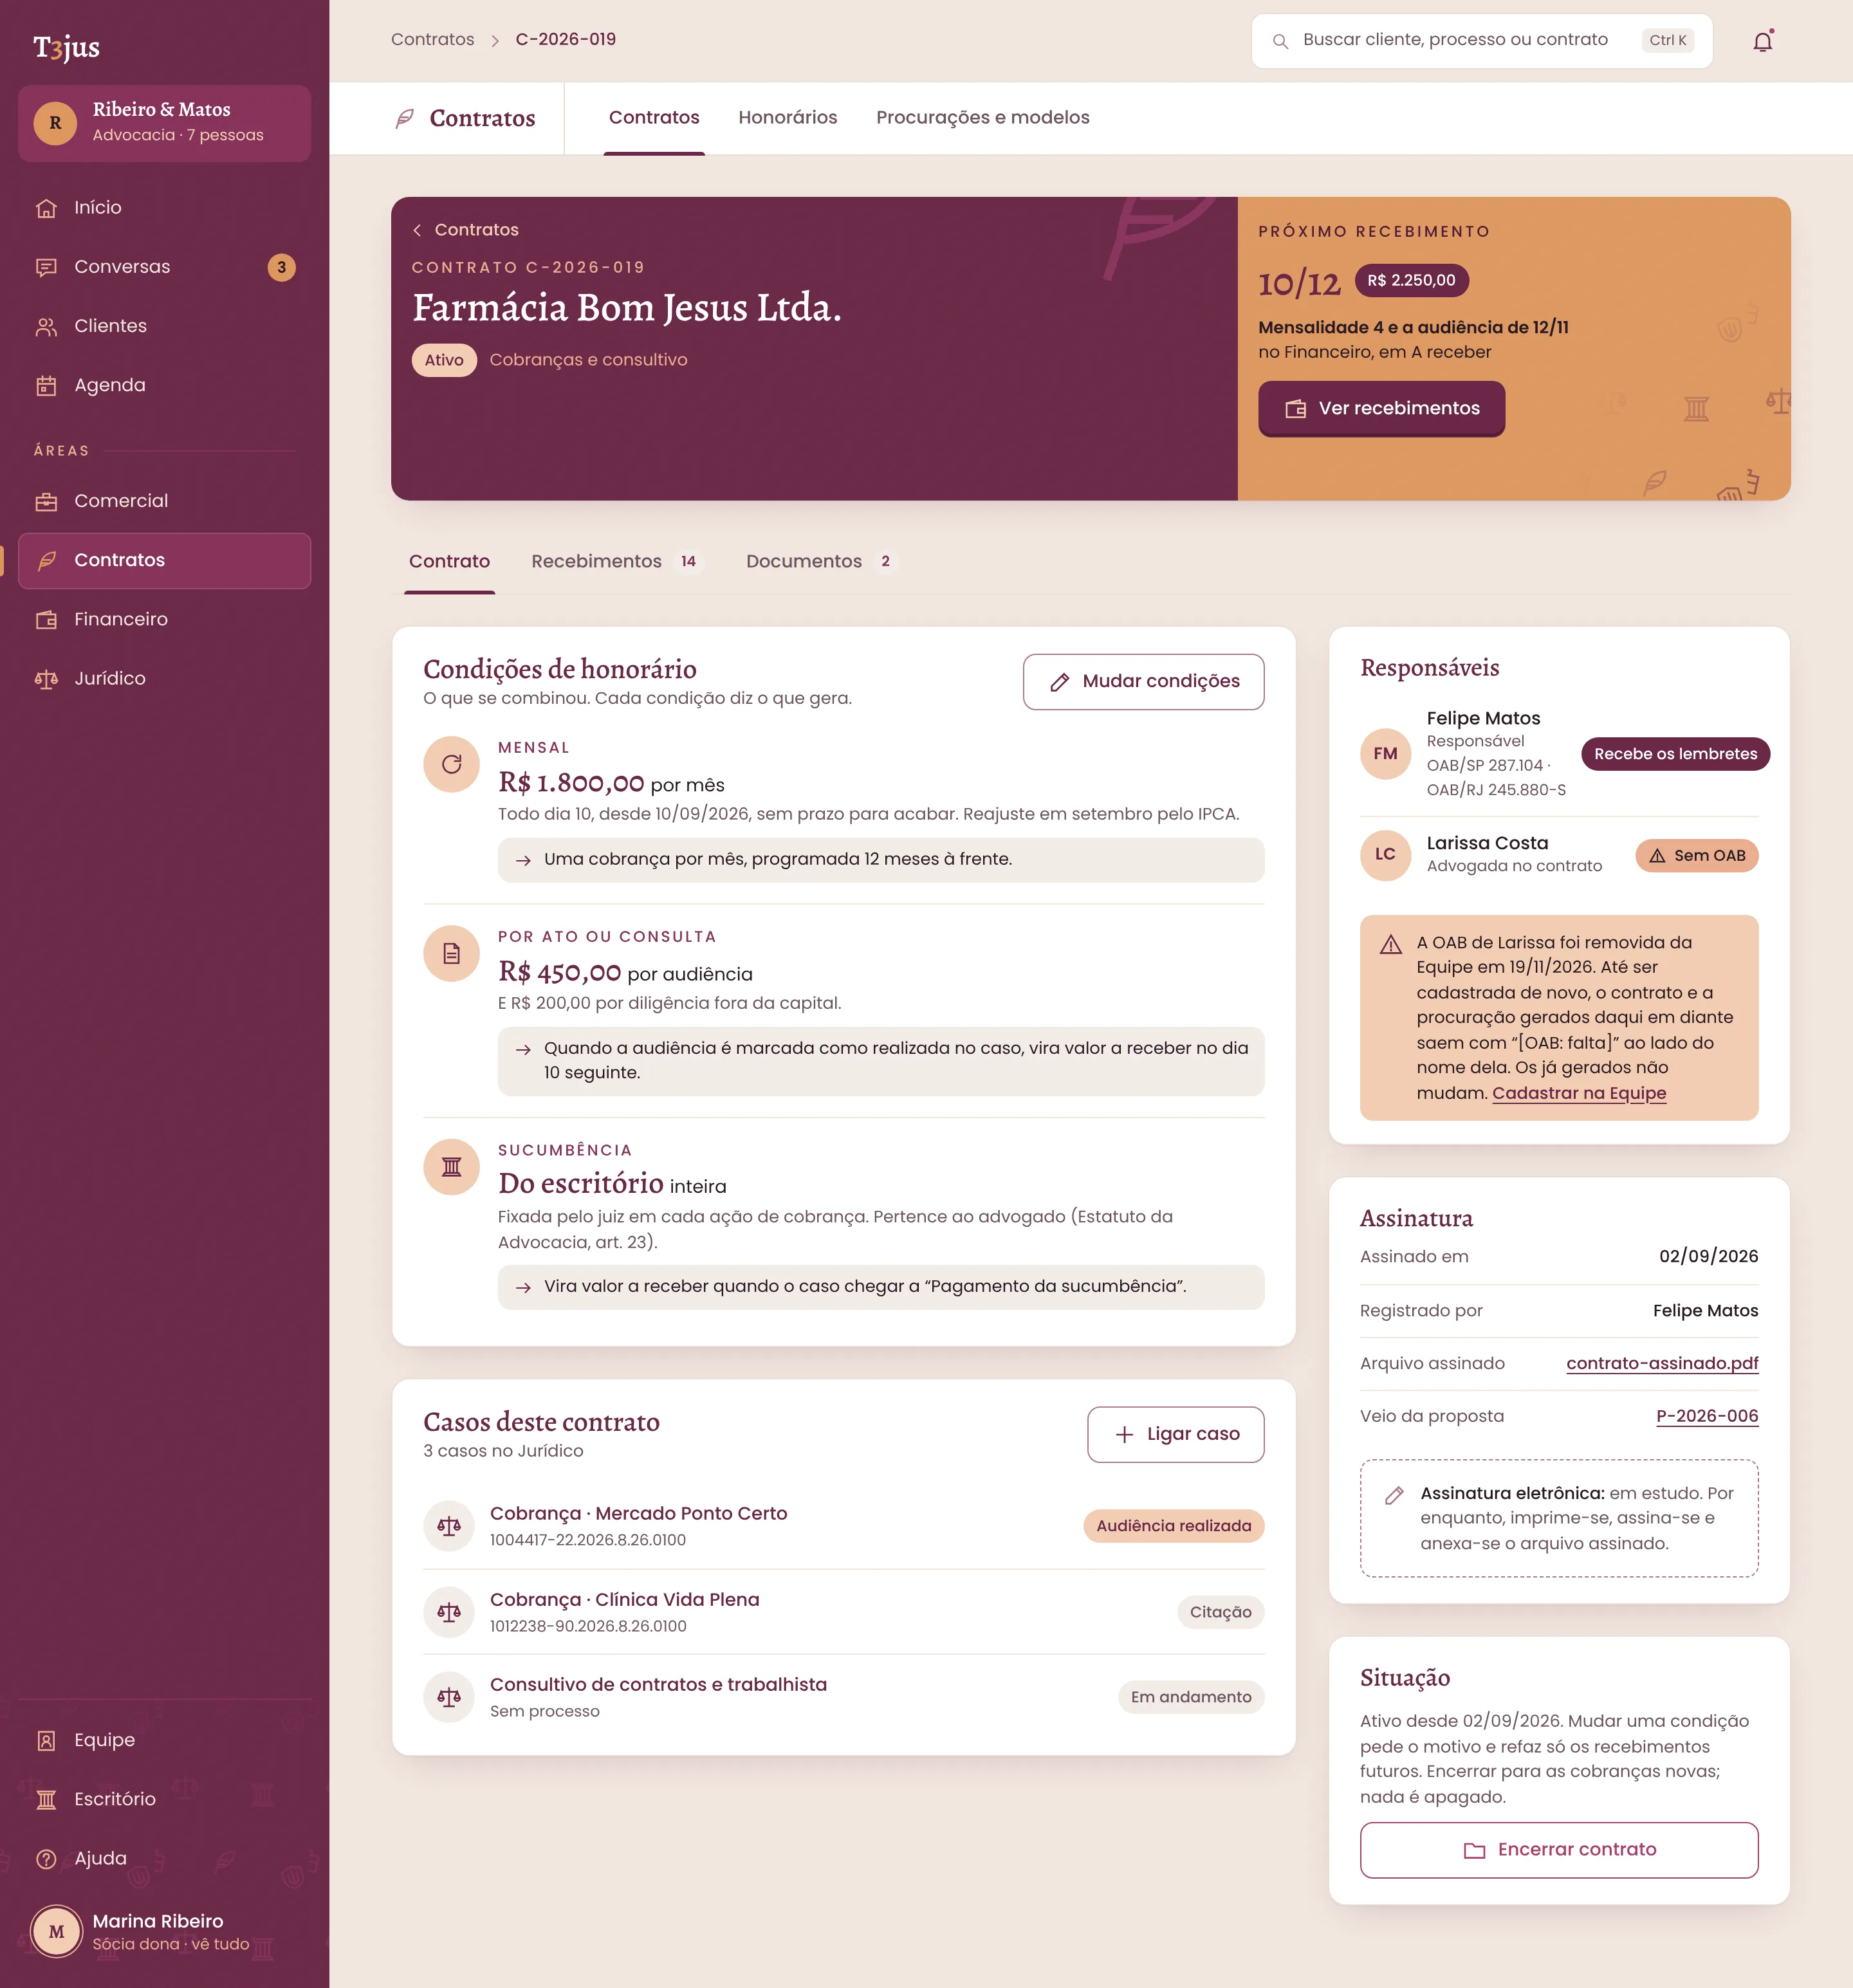 T3jus
R
Ribeiro & Matos
Advocacia · 7 pessoas
Início
Conversas
3
Clientes
Agenda
ÁREAS
Comercial
Contratos
Financeiro
Jurídico
Equipe
Escritório
Ajuda
M
Marina Ribeiro
Sócia dona · vê tudo
Contratos
C-2026-019
Buscar cliente, processo ou contrato
Ctrl K
Contratos
Contratos
Honorários
Procurações e modelos
Contratos
CONTRATO C-2026-019
Farmácia Bom Jesus Ltda.
Ativo
Cobranças e consultivo
PRÓXIMO RECEBIMENTO
10/12
R$ 2.250,00
Mensalidade 4 e a audiência de 12/11
no Financeiro, em A receber
Ver recebimentos
Contrato
Recebimentos
14
Documentos
2
Condições de honorário
O que se combinou. Cada condição diz o que gera.
Mudar condições
MENSAL
R$ 1.800,00 por mês
Todo dia 10, desde 10/09/2026, sem prazo para acabar. Reajuste em setembro pelo IPCA.
→ Uma cobrança por mês, programada 12 meses à frente.
POR ATO OU CONSULTA
R$ 450,00 por audiência
E R$ 200,00 por diligência fora da capital.
→ Quando a audiência é marcada como realizada no caso, vira valor a receber no dia
10 seguinte.
SUCUMBÊNCIA
Do escritório inteira
Fixada pelo juiz em cada ação de cobrança. Pertence ao advogado (Estatuto da
Advocacia, art. 23).
→ Vira valor a receber quando o caso chegar a “Pagamento da sucumbência”.
Casos deste contrato
3 casos no Jurídico
Ligar caso
Cobrança · Mercado Ponto Certo
1004417-22.2026.8.26.0100
Audiência realizada
Cobrança · Clínica Vida Plena
1012238-90.2026.8.26.0100
Citação
Consultivo de contratos e trabalhista
Sem processo
Em andamento
Responsáveis
FM
Felipe Matos
Responsável
OAB/SP 287.104 ·
OAB/RJ 245.880-S
Recebe os lembretes
LC
Larissa Costa
Advogada no contrato
Sem OAB
A OAB de Larissa foi removida da
Equipe em 19/11/2026. Até ser
cadastrada de novo, o contrato e a
procuração gerados daqui em diante
saem com “[OAB: falta]” ao lado do
nome dela. Os já gerados não
mudam. Cadastrar na Equipe
Assinatura
Assinado em
02/09/2026
Registrado por
Felipe Matos
Arquivo assinado
contrato-assinado.pdf
Veio da proposta
P-2026-006
Assinatura eletrônica: em estudo. Por
enquanto, imprime-se, assina-se e
anexa-se o arquivo assinado.
Situação
Ativo desde 02/09/2026. Mudar uma condição
pede o motivo e refaz só os recebimentos
futuros. Encerrar para as cobranças novas;
nada é apagado.
Encerrar contrato